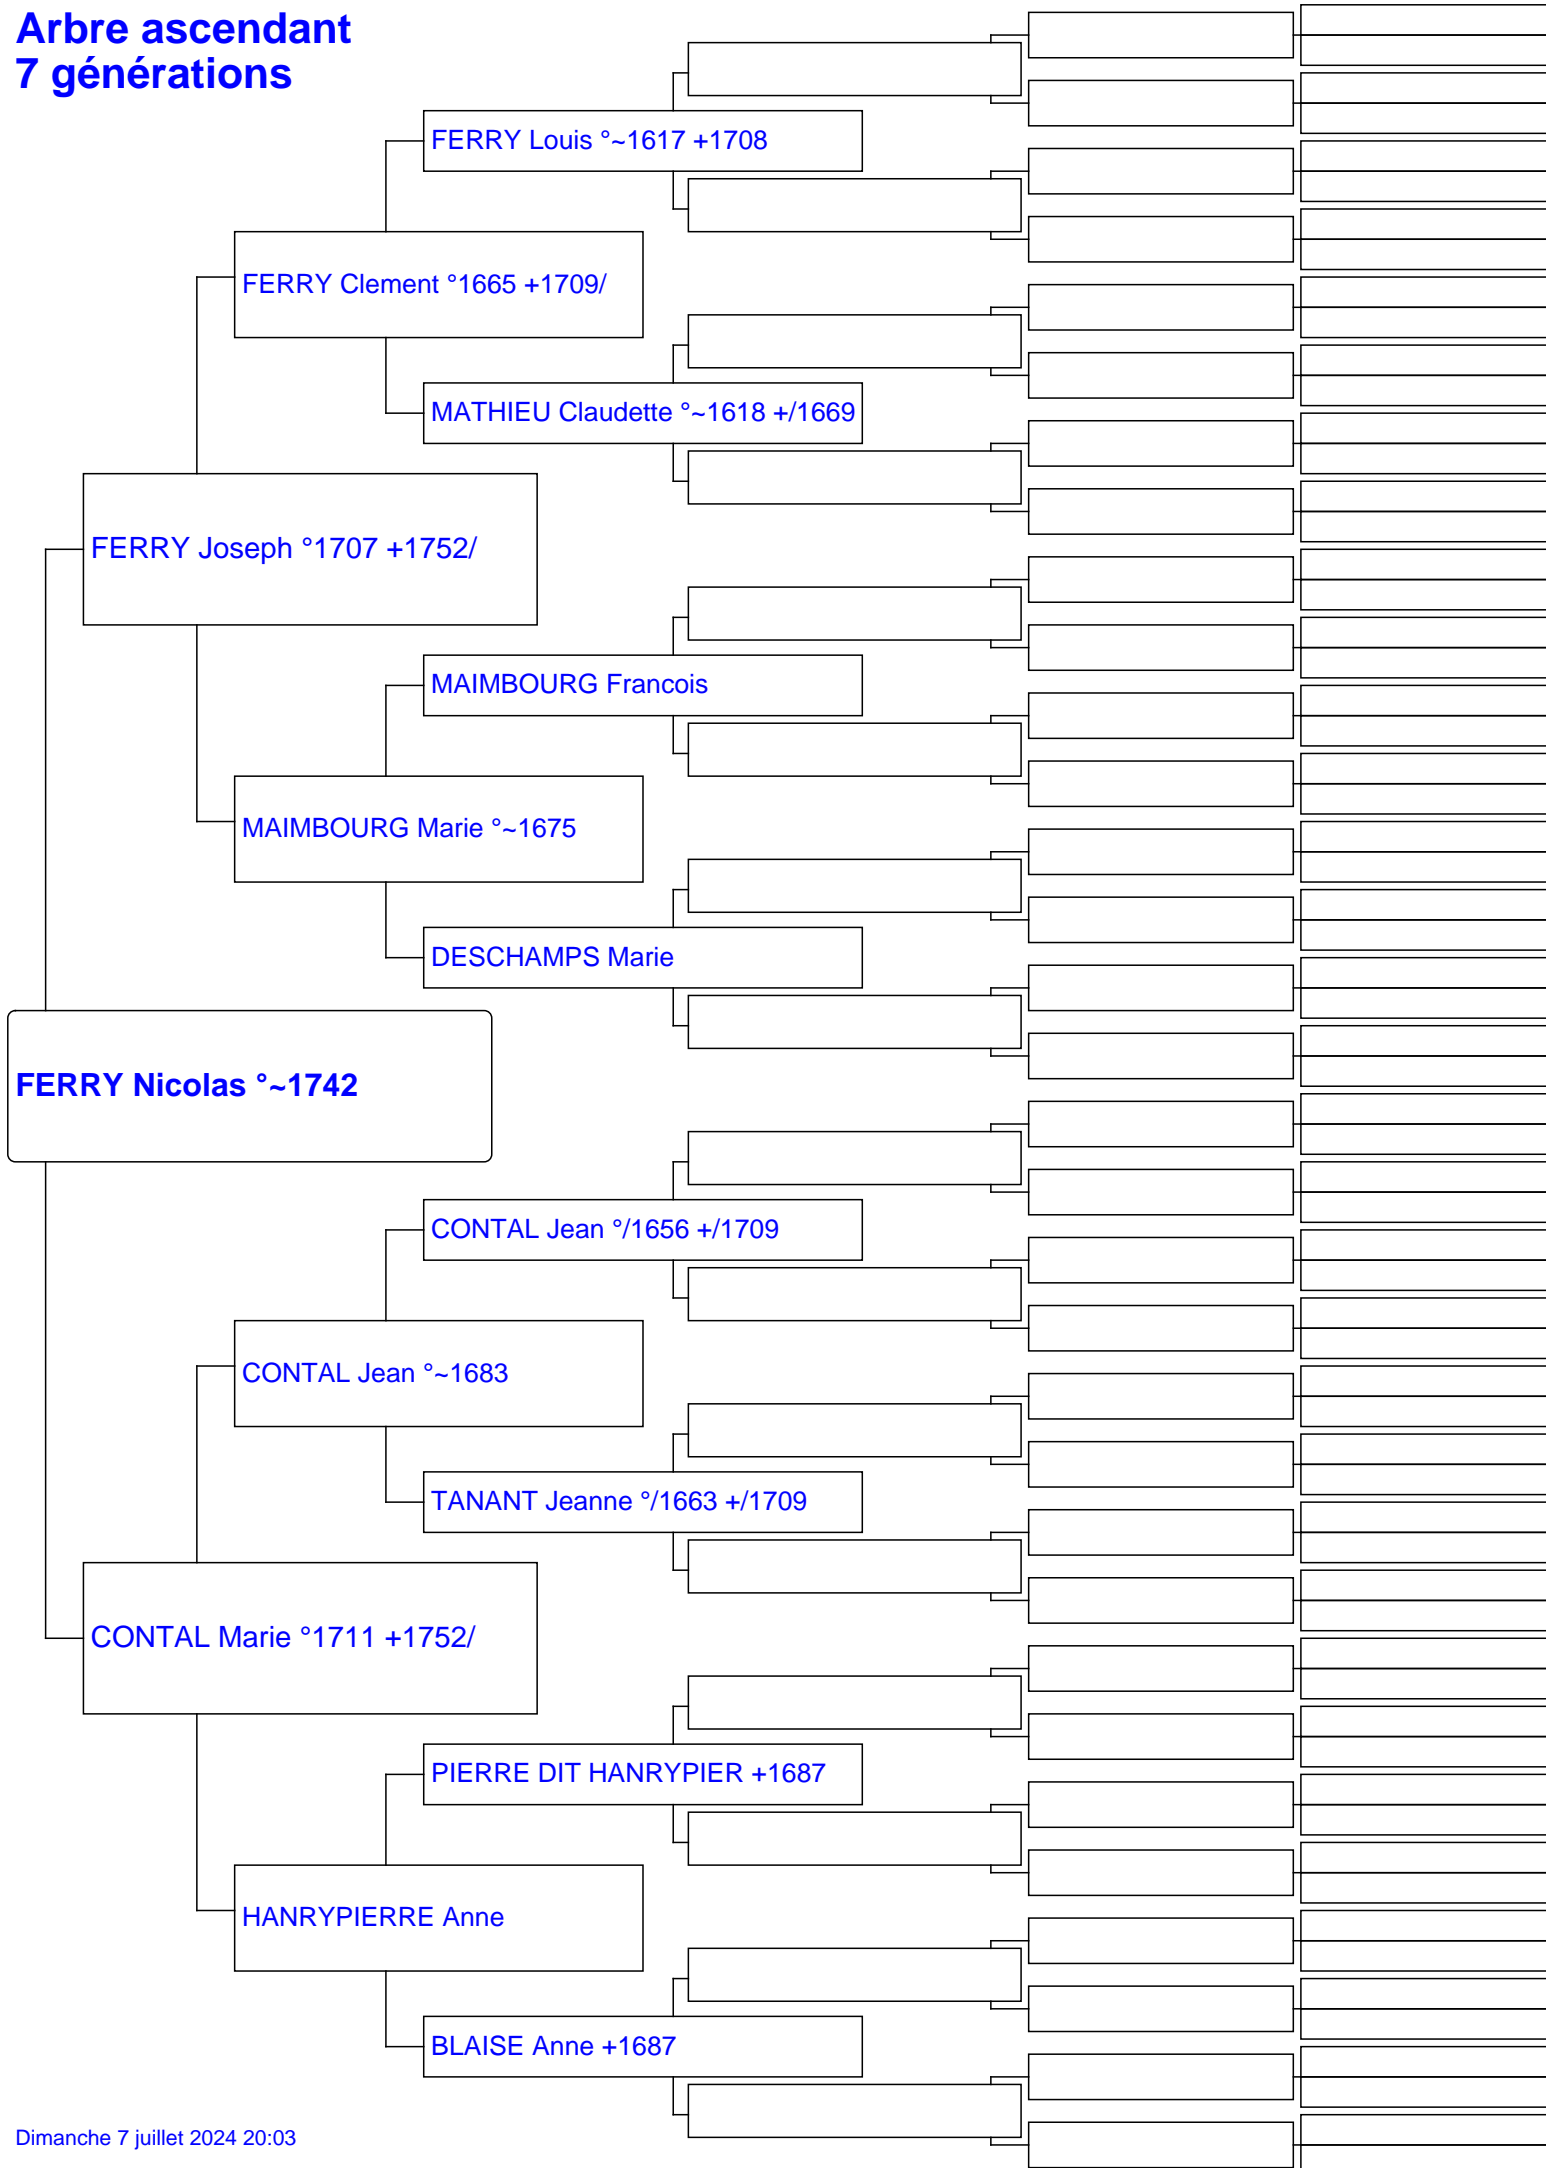 Arbre ascendant
7 générations
FERRY Louis °~1617 +1708
FERRY Clement °1665 +1709/
MATHIEU Claudette °~1618 +/1669
FERRY Joseph °1707 +1752/
MAIMBOURG Francois
MAIMBOURG Marie °~1675
DESCHAMPS Marie
FERRY Nicolas °~1742
CONTAL Jean °/1656 +/1709
CONTAL Jean °~1683
TANANT Jeanne °/1663 +/1709
CONTAL Marie °1711 +1752/
PIERRE DIT HANRYPIER +1687
HANRYPIERRE Anne
BLAISE Anne +1687
Dimanche 7 juillet 2024 20:03